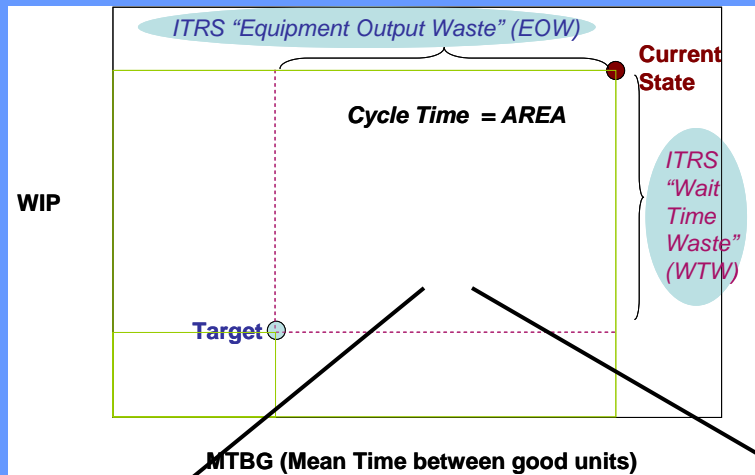 ITRS “Equipment Output Waste” (EOW)
Current
State
Cycle Time = AREA
ITRS
“Wait
Time
Waste”
(WTW)
WIP
Target
MTBG (Mean Time between good units)